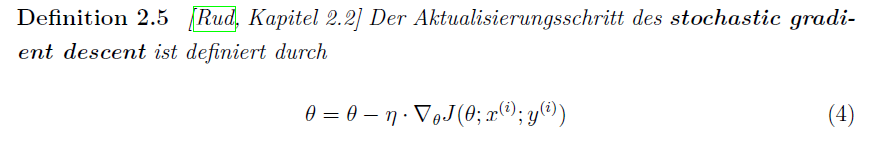 Definition 2.5 [Rud, Kapitel 2.2] Der Aktualisierungsschritt des stochastic gradi-
ent descent ist definiert durch
θ = θ − η · ∇θJ(θ; x(i); y(i)) (4)